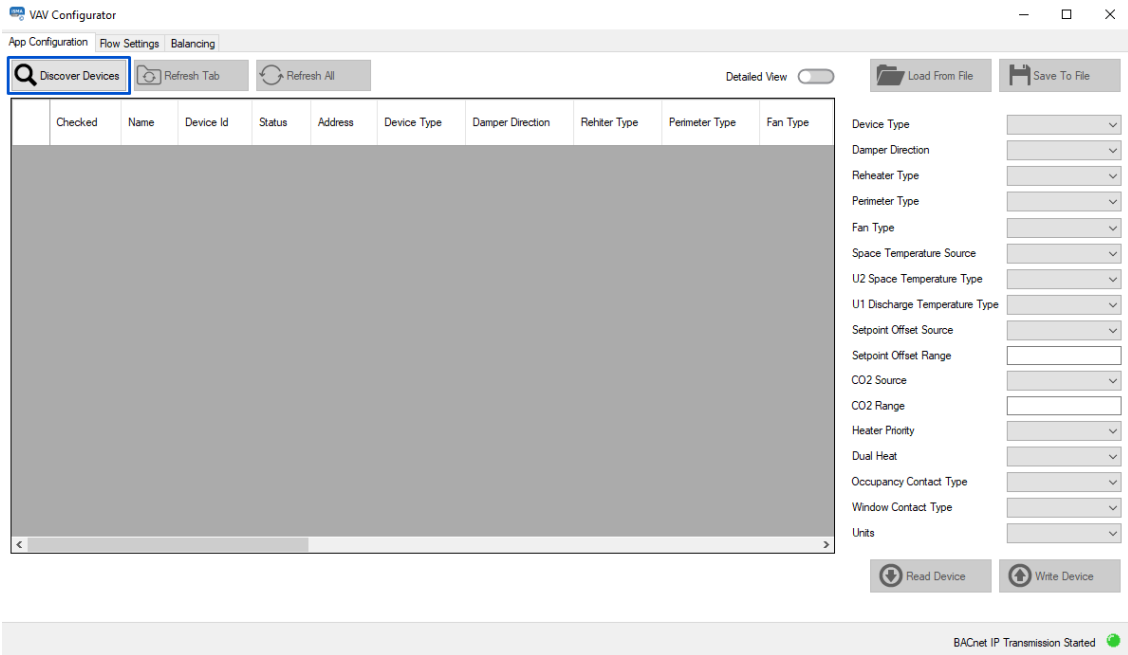 iSMA VAV Configurator
App Configuration Flow Settings Balancing
Discover Devices Refresh Tab Refresh All Detailed View Load From File Save To File
Checked Name Device Id Status Address Device Type Damper Direction Rehiter Type Perimeter Type Fan Type
Device Type
Damper Direction
Reheater Type
Perimeter Type
Fan Type
Space Temperature Source
U2 Space Temperature Type
U1 Discharge Temperature Type
Setpoint Offset Source
Setpoint Offset Range
CO2 Source
CO2 Range
Heater Priority
Dual Heat
Occupancy Contact Type
Window Contact Type
Units
Read Device Write Device
BACnet IP Transmission Started